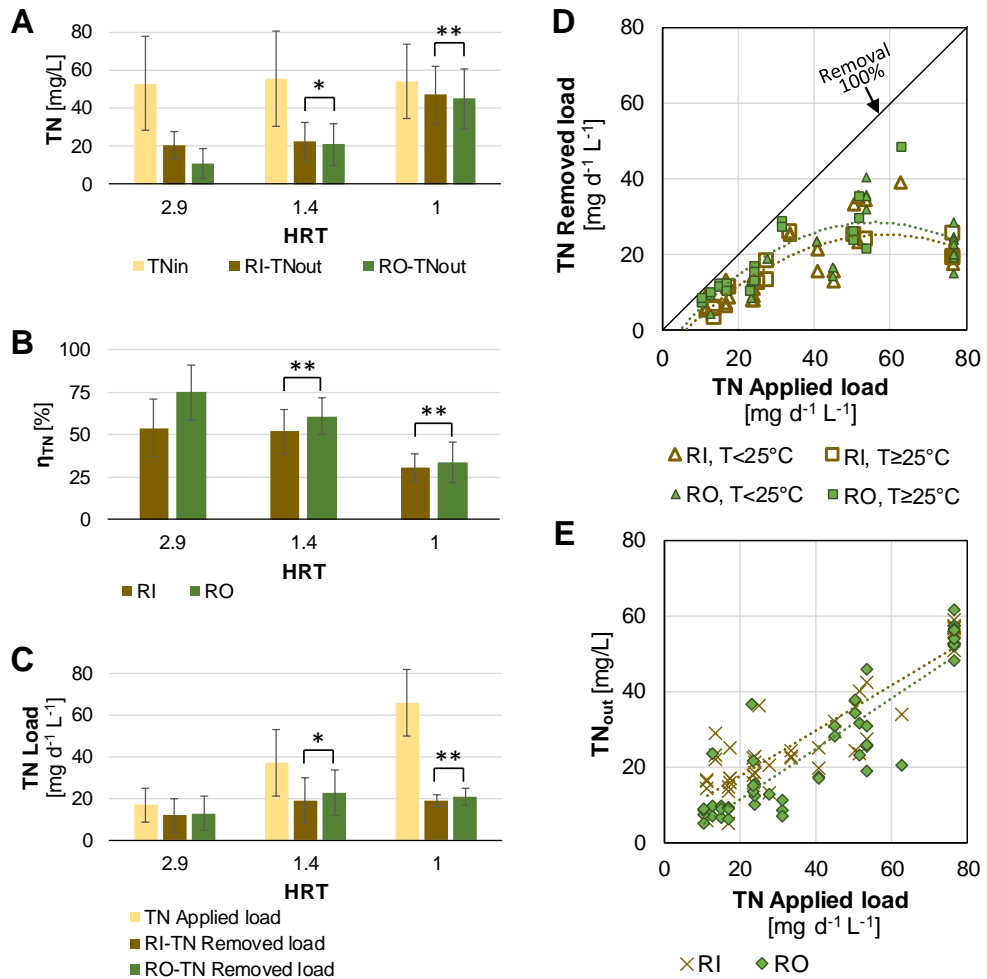 A
TN [mg/L]
80
60
40
20
0
*
**
2.9
1.4
1
HRT
TNin
RI-TNout
RO-TNout
B
ηTN [%]
100
75
50
25
0
**
**
2.9
1.4
1
HRT
RI
RO
C
TN Load
[mg d⁻¹ L⁻¹]
80
60
40
20
0
*
**
2.9
1.4
1
HRT
TN Applied load
RI-TN Removed load
RO-TN Removed load
D
TN Removed load
[mg d⁻¹ L⁻¹]
80
60
40
20
0
Removal
100%
0
20
40
60
80
TN Applied load
[mg d⁻¹ L⁻¹]
RI, T<25°C
RI, T≥25°C
RO, T<25°C
RO, T≥25°C
E
TNout [mg/L]
80
60
40
20
0
0
20
40
60
80
TN Applied load
[mg d⁻¹ L⁻¹]
RI
RO